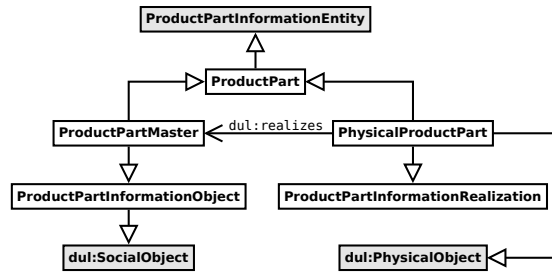 ProductPartInformationEntity
ProductPart
ProductPartMaster
dul:realizes
PhysicalProductPart
ProductPartInformationObject
ProductPartInformationRealization
dul:SocialObject
dul:PhysicalObject